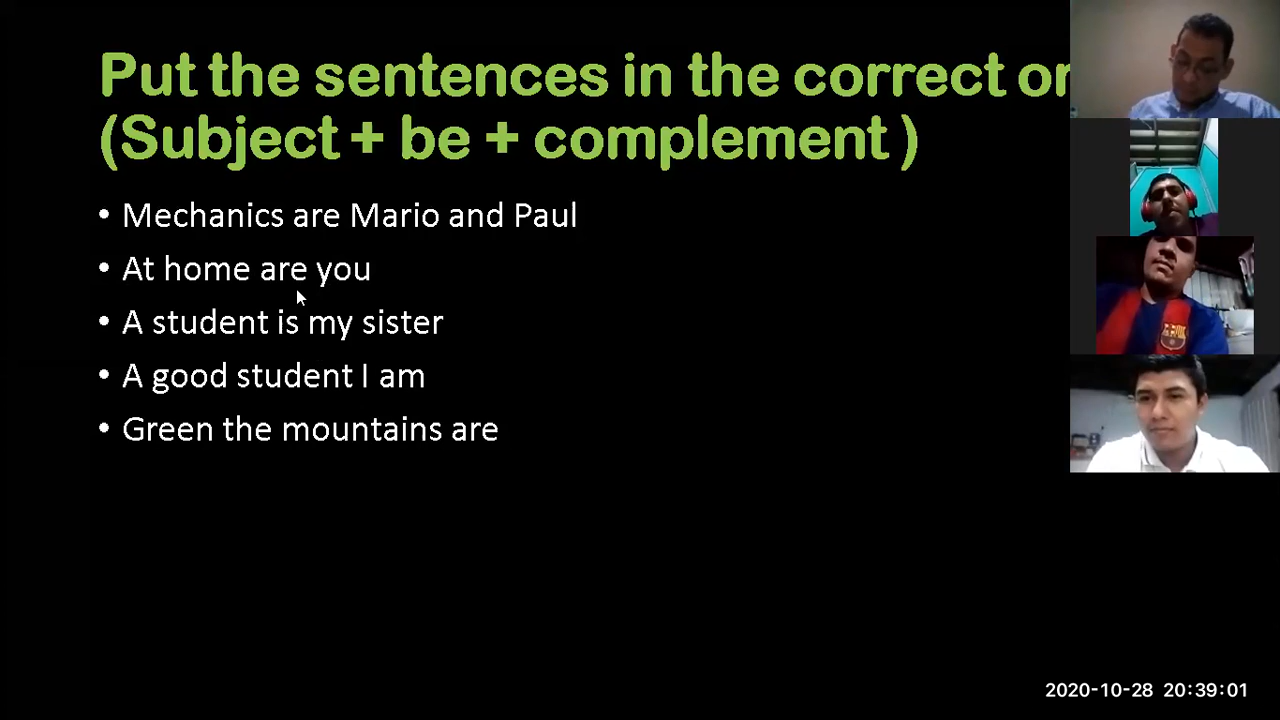 Put the sentences in the correct or
(Subject + be + complement )
• Mechanics are Mario and Paul
• At home are you
• A student is my sister
• A good student I am
• Green the mountains are
2020-10-28 20:39:01